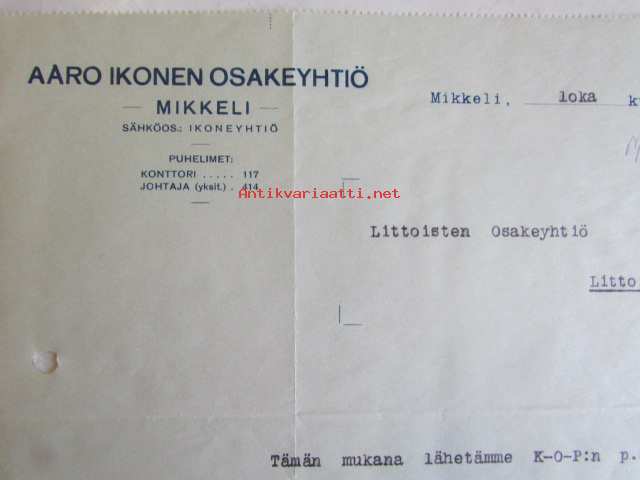 AARO IKONEN OSAKEYHTIÖ
MIKKELI
SÄHKÖOS.: IKONEYHTIÖ
PUHELIMET:
KONTTORI ..... 117
JOHTAJA (yksit.) . 414
Antikvariaatti.net
Mikkeli, loka k
Littoisten Osakeyhtiö
Litto
Tämän mukana lähetämme K-O-P:n p.